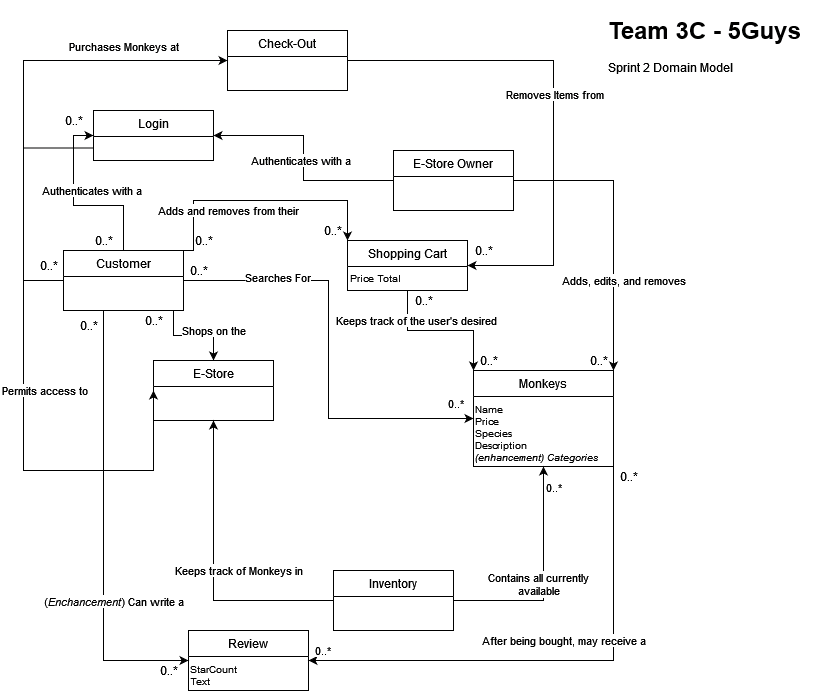 Team 3C - 5Guys
Sprint 2 Domain Model
Purchases Monkeys at
Check-Out
Removes Items from
0..*
Login
Authenticates with a
E-Store Owner
Authenticates with a
Adds and removes from their
0..*
0..*
0..*
Shopping Cart
0..*
Price Total
0..*
Customer
0..*
Searches For
Adds, edits, and removes
0..*
Keeps track of the user's desired
0..*
0..*
Shops on the
0..*
0..*
E-Store
Monkeys
Permits access to
0..*
Name
Price
Species
Description
(enhancement) Categories
0..*
0..*
Keeps track of Monkeys in
Inventory
Contains all currently
available
(Enchancement) Can write a
Review
After being bought, may receive a
0..*
0..*
StarCount
Text